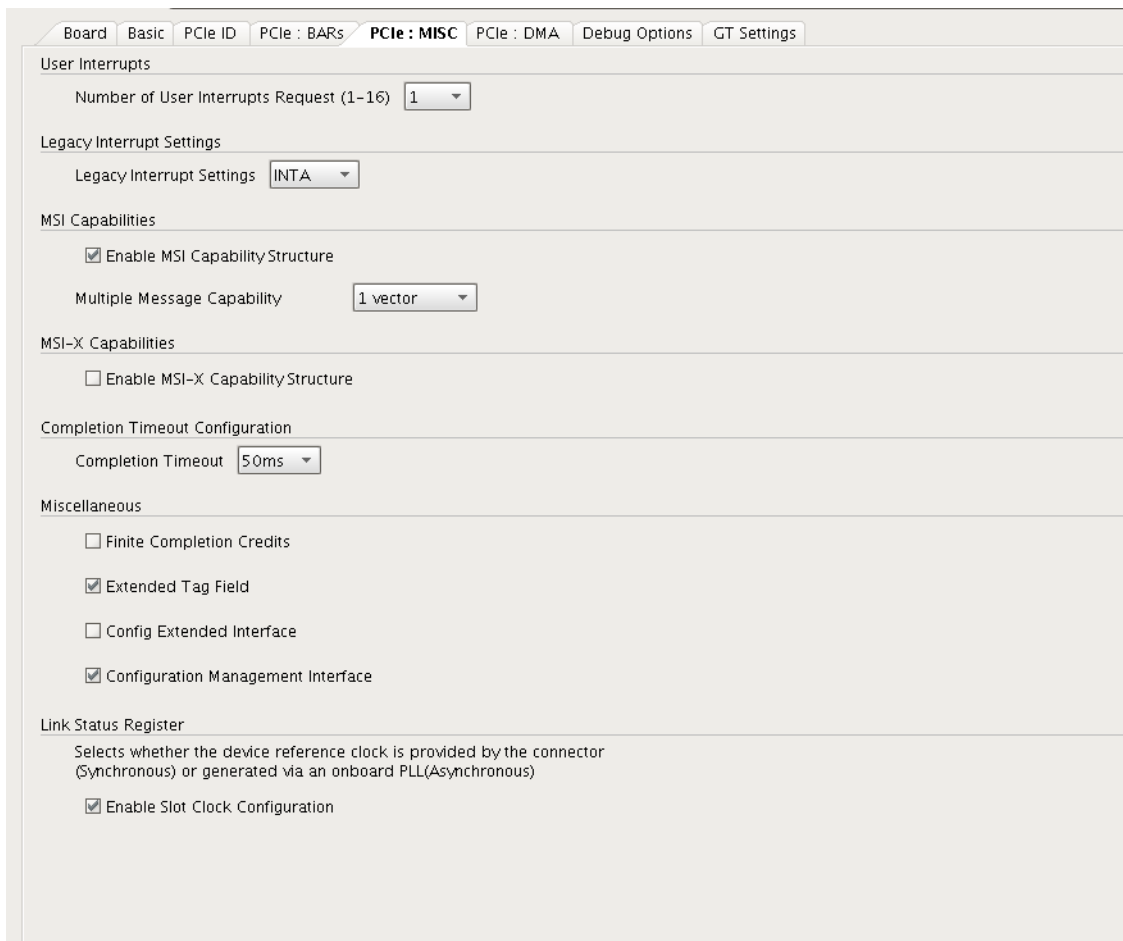 Board Basic PCIe ID PCIe : BARs PCIe : MISC PCIe : DMA Debug Options GT Settings
User Interrupts
Number of User Interrupts Request (1-16) 1
Legacy Interrupt Settings
Legacy Interrupt Settings INTA
MSI Capabilities
Enable MSI Capability Structure
Multiple Message Capability 1 vector
MSI-X Capabilities
Enable MSI-X Capability Structure
Completion Timeout Configuration
Completion Timeout 50ms
Miscellaneous
Finite Completion Credits
Extended Tag Field
Config Extended Interface
Configuration Management Interface
Link Status Register
Selects whether the device reference clock is provided by the connector
(Synchronous) or generated via an onboard PLL(Asynchronous)
Enable Slot Clock Configuration